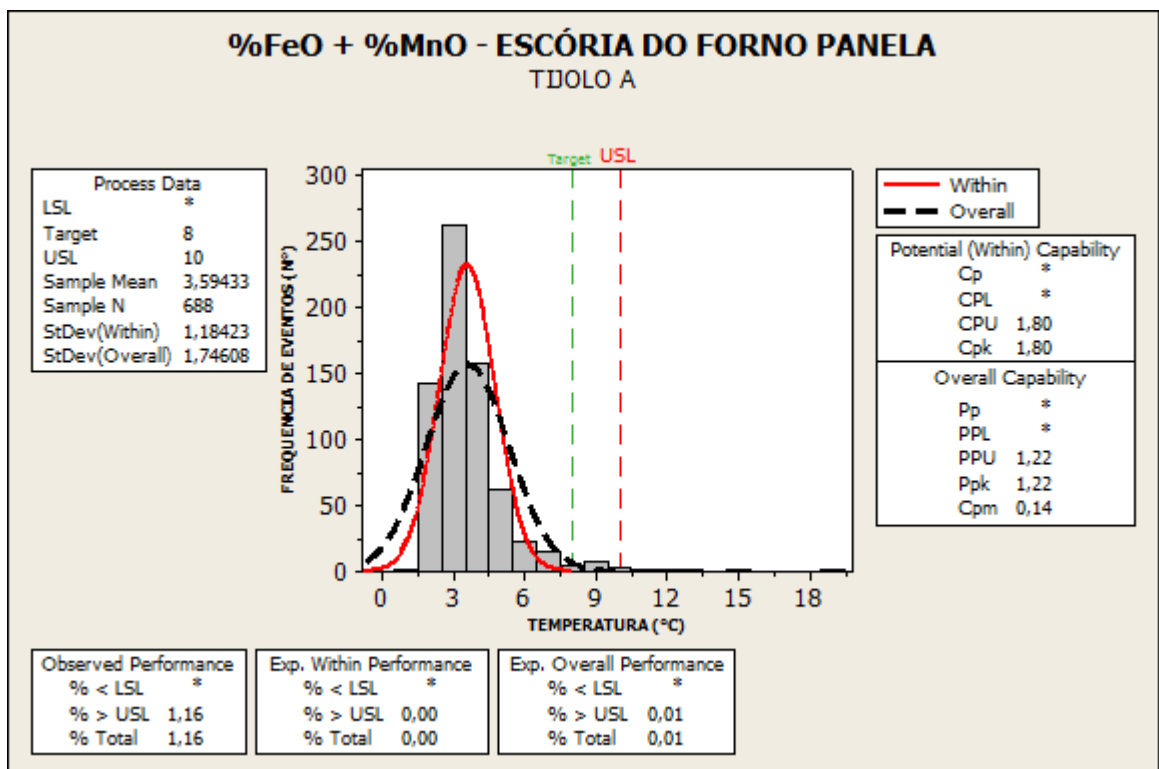 %FeO + %MnO - ESCÓRIA DO FORNO PANELA
TIJOLO A
Process Data
LSL *
Target 8
USL 10
Sample Mean 3,59433
Sample N 688
StDev(Within) 1,18423
StDev(Overall) 1,74608
Target USL
FREQUENCIA DE EVENTOS (Nº)
300
250
200
150
100
50
0
0 3 6 9 12 15 18
TEMPERATURA (°C)
Within
Overall
Potential (Within) Capability
Cp *
CPL *
CPU 1,80
Cpk 1,80
Overall Capability
Pp *
PPL *
PPU 1,22
Ppk 1,22
Cpm 0,14
Observed Performance
% < LSL *
% > USL 1,16
% Total 1,16
Exp. Within Performance
% < LSL *
% > USL 0,00
% Total 0,00
Exp. Overall Performance
% < LSL *
% > USL 0,01
% Total 0,01